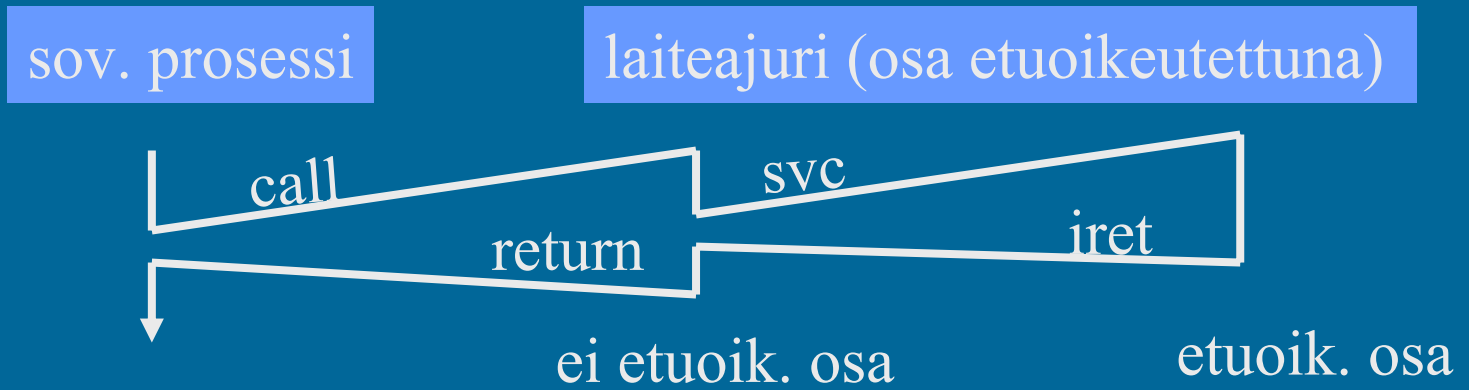 sov. prosessi
laiteajuri (osa etuoikeutettuna)
call
svc
return
iret
ei etuoik. osa
etuoik. osa